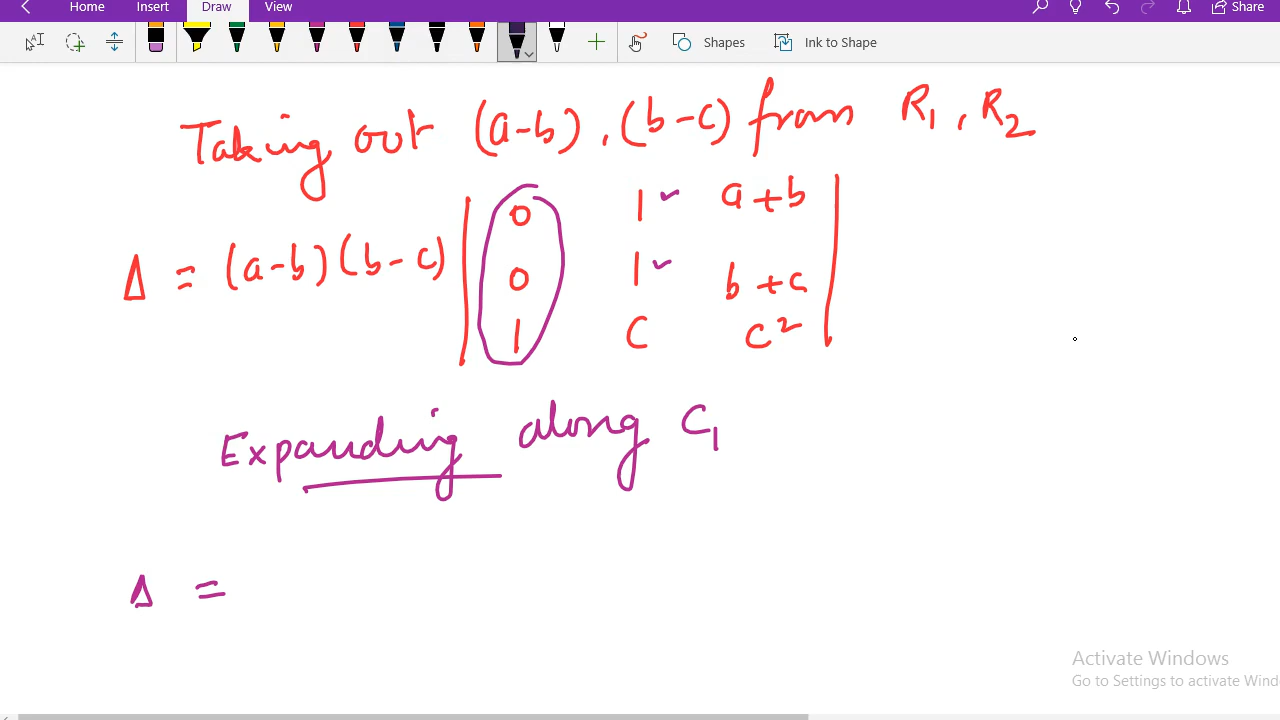 Home Insert Draw View Share
Shapes Ink to Shape
Taking out (a-b), (b-c) from R₁, R₂
Δ = (a-b)(b-c) | 0 1 a+b |
| 0 1 b+c |
| 1 C C² |
Expanding along C₁
Δ =
Activate Windows
Go to Settings to activate Wind